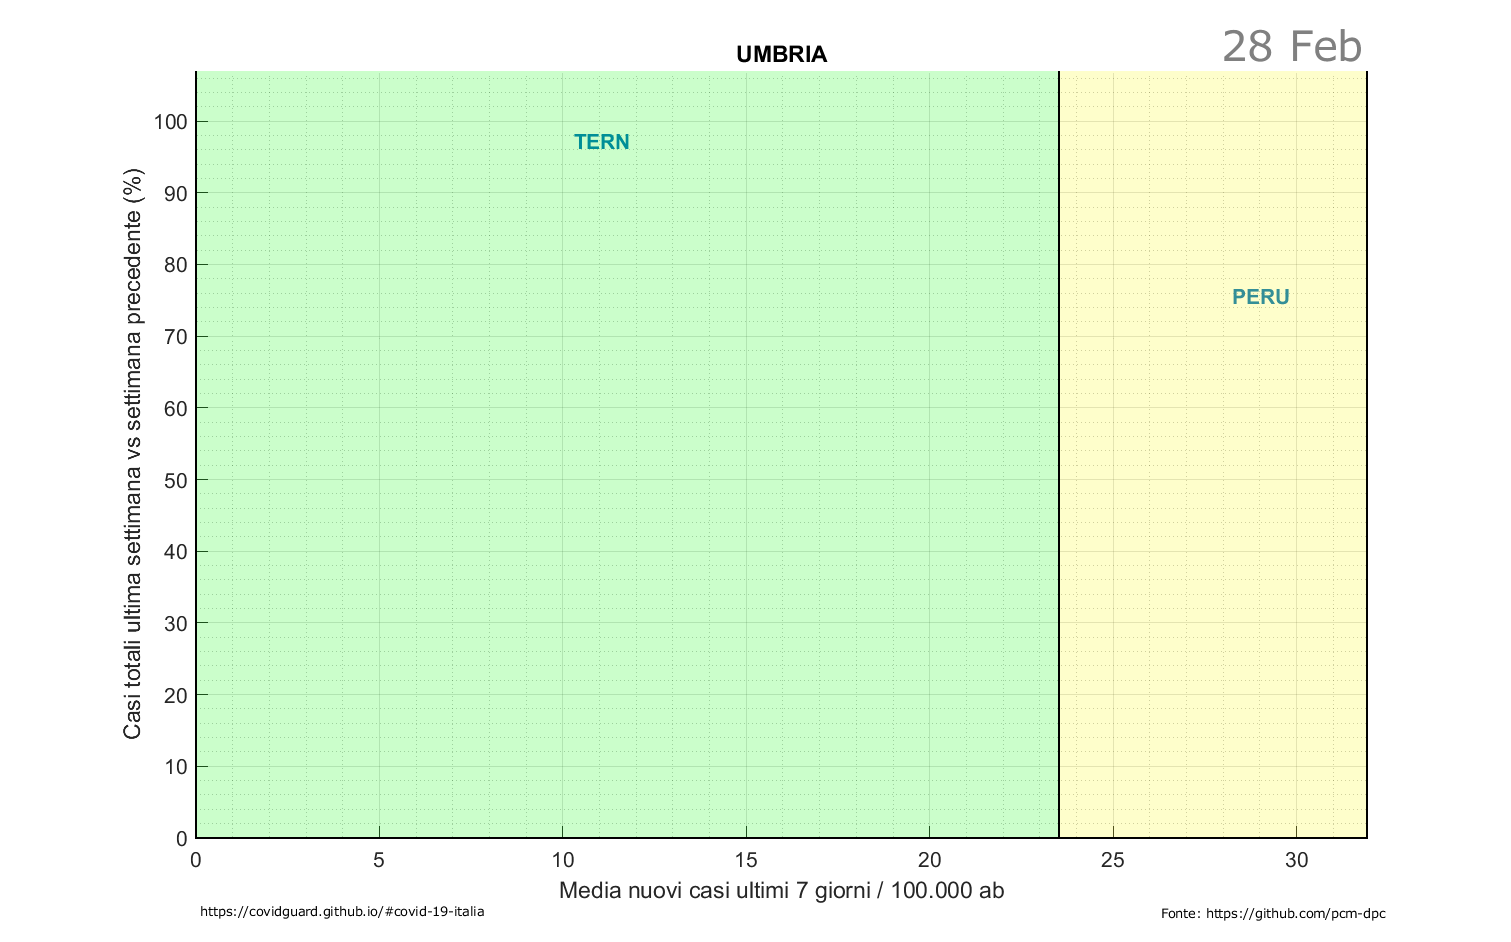 28 Feb
UMBRIA
Casi totali ultima settimana vs settimana precedente (%)
100
90
80
70
60
50
40
30
20
10
0
TERN
PERU
0 5 10 15 20 25 30
Media nuovi casi ultimi 7 giorni / 100.000 ab
https://covidguard.github.io/#covid-19-italia
Fonte: https://github.com/pcm-dpc